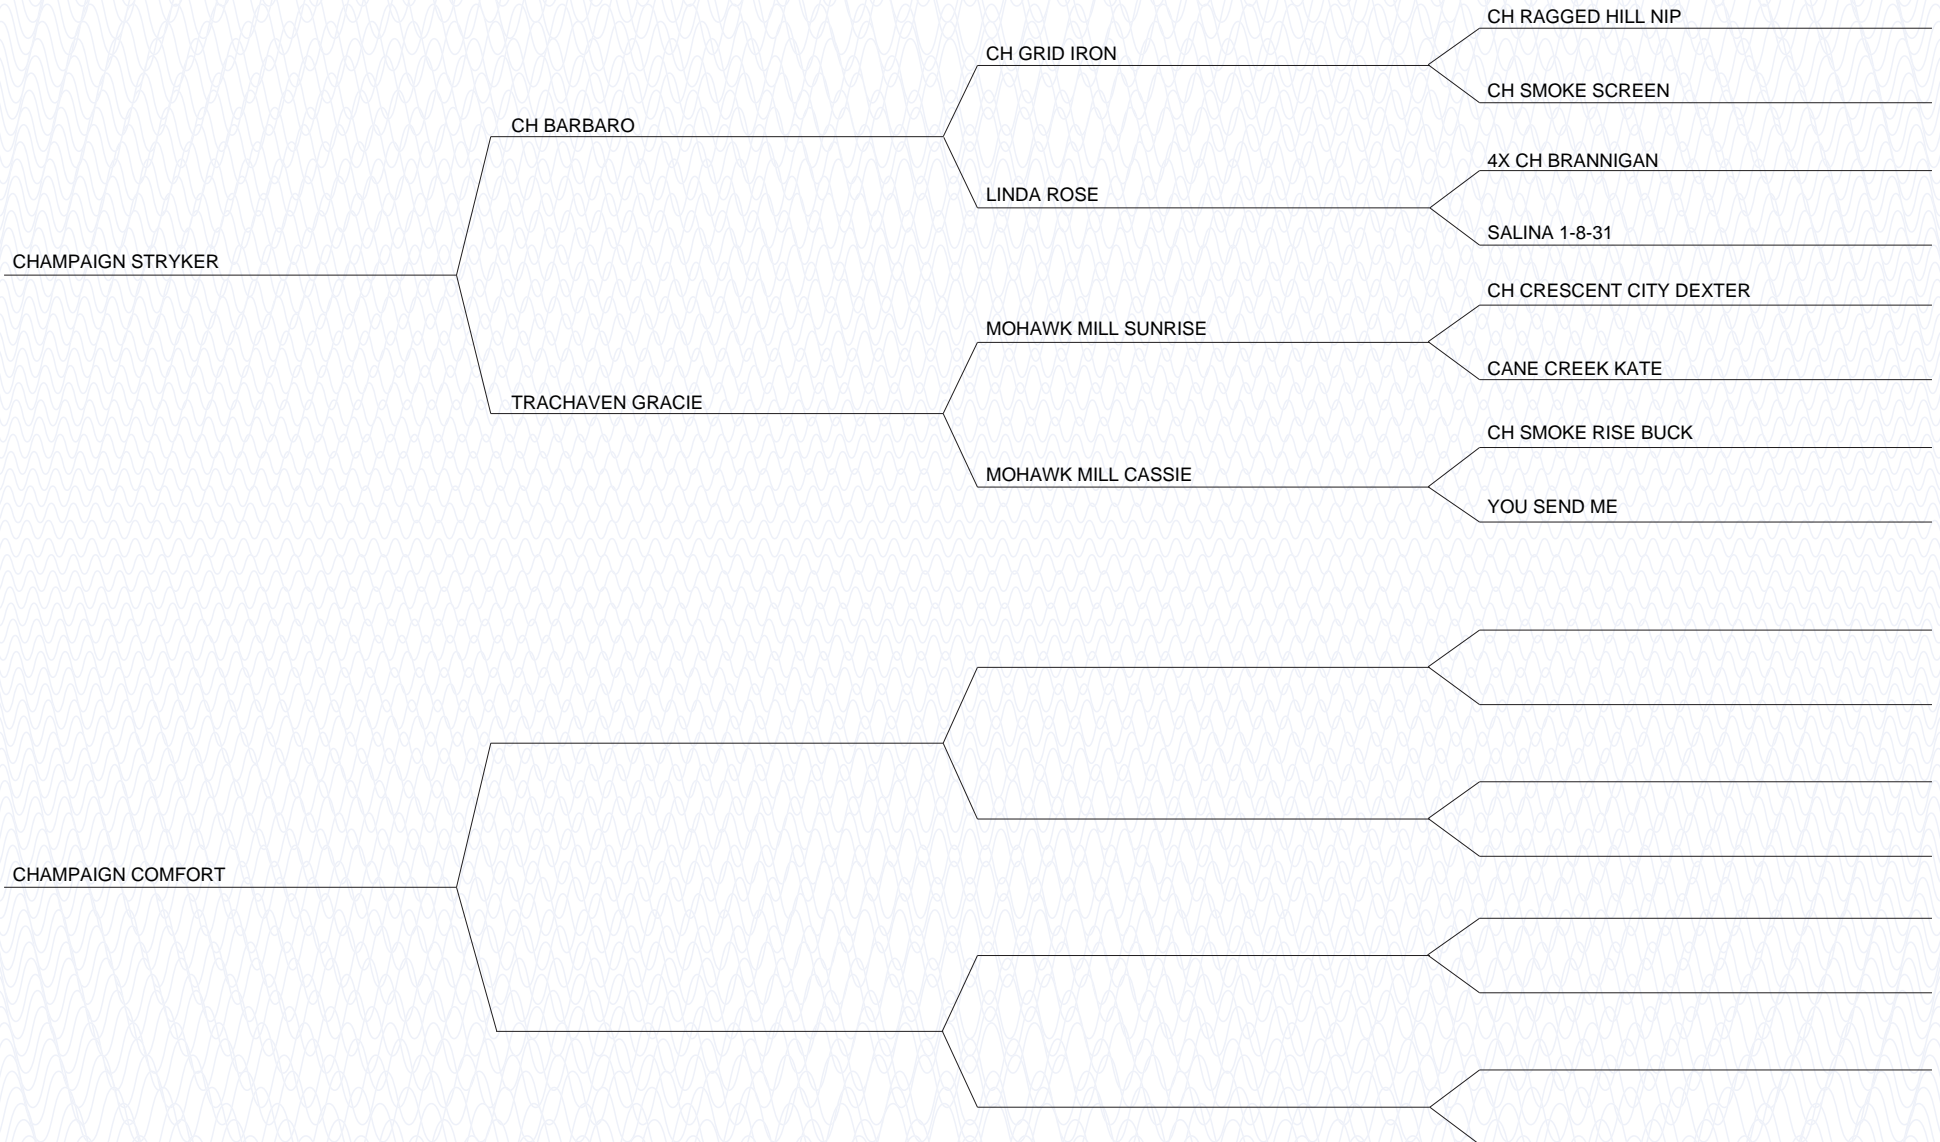 CH RAGGED HILL NIP
CH GRID IRON
CH SMOKE SCREEN
CH BARBARO
4X CH BRANNIGAN
LINDA ROSE
SALINA 1-8-31
CHAMPAIGN STRYKER
CH CRESCENT CITY DEXTER
MOHAWK MILL SUNRISE
CANE CREEK KATE
TRACHAVEN GRACIE
CH SMOKE RISE BUCK
MOHAWK MILL CASSIE
YOU SEND ME
CHAMPAIGN COMFORT